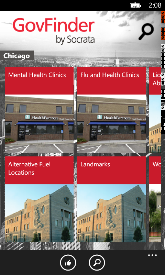 2:08
GovFinder
by Socrata
Chicago
Mental Health Clinics
Flu and Health Clinics
Alternative Fuel
Locations
Landmarks